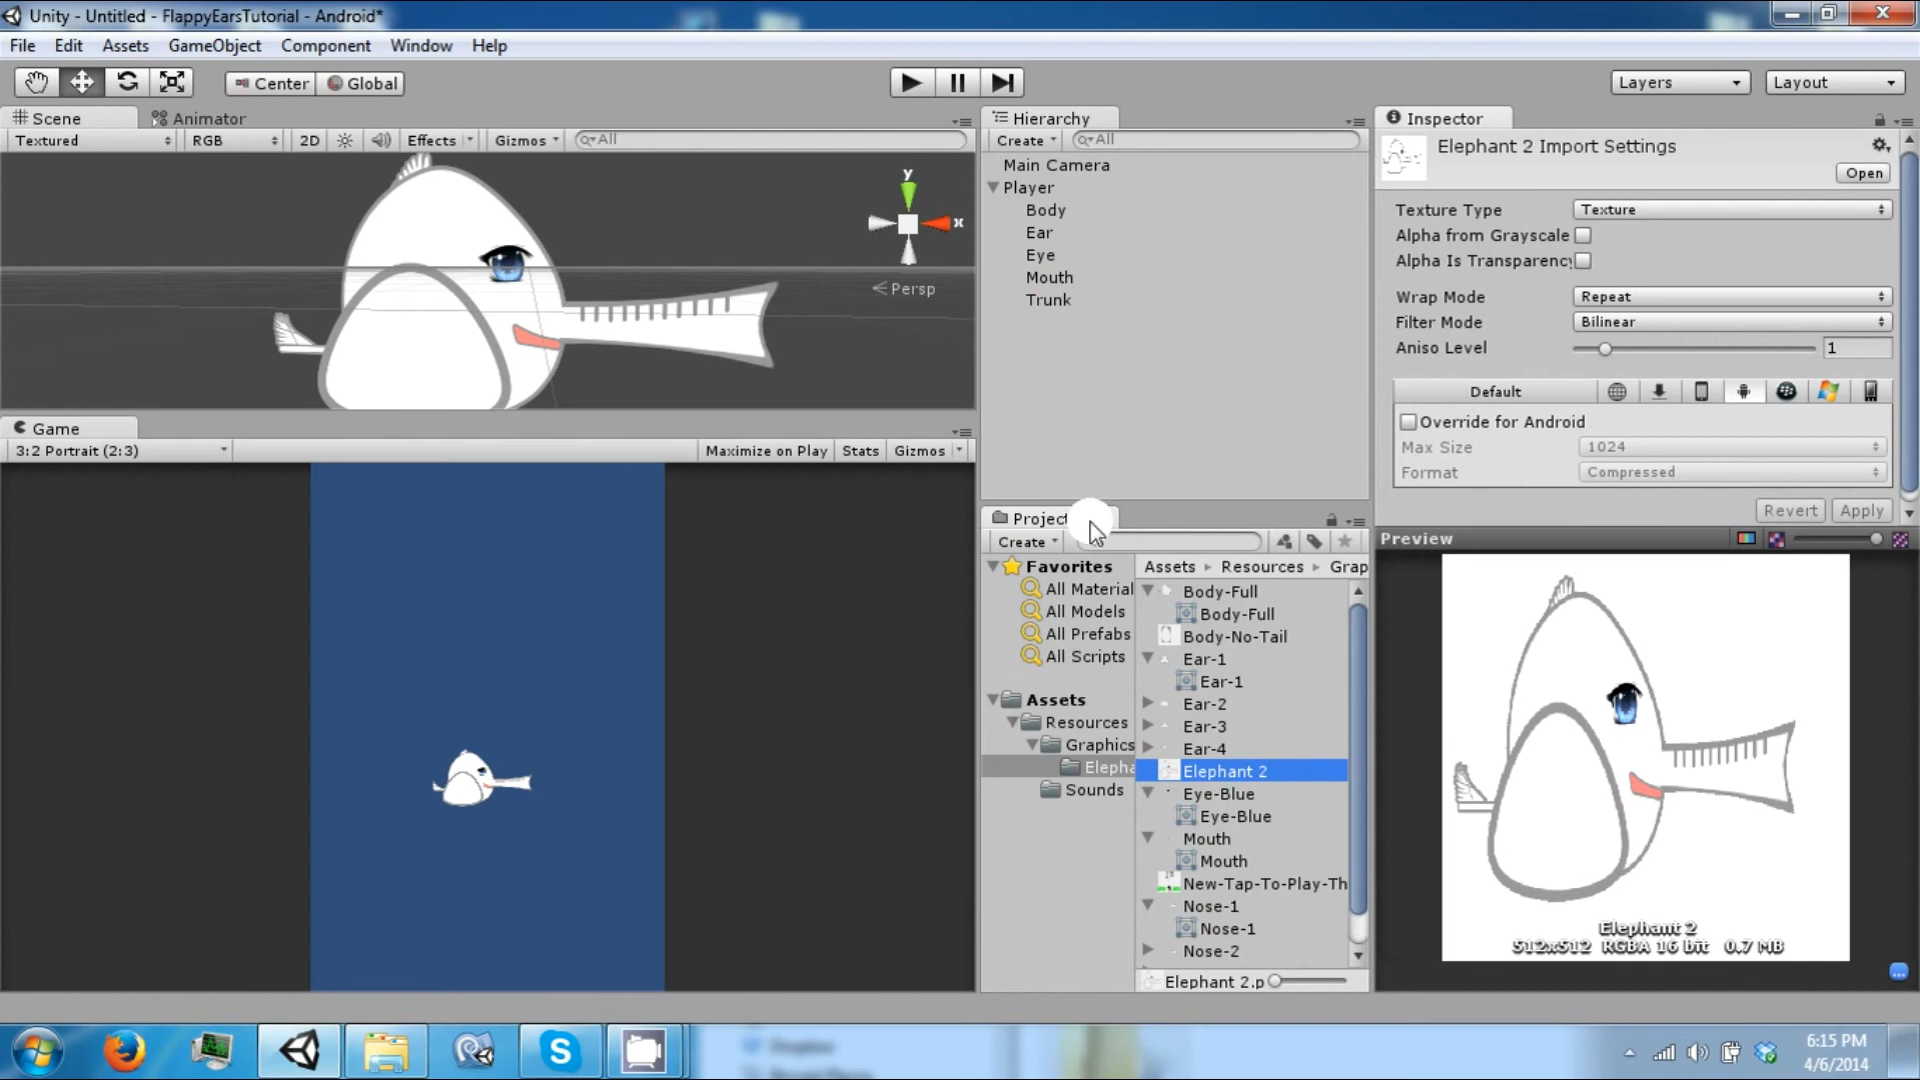 Unity - Untitled - FlappyEarsTutorial - Android*
File Edit Assets GameObject Component Window Help
Center Global
Layers Layout
Scene Animator
Textured RGB 2D Effects Gizmos All
y
x
Persp
Game
3:2 Portrait (2:3) Maximize on Play Stats Gizmos
Hierarchy
Create All
Main Camera
Player
Body
Ear
Eye
Mouth
Trunk
Project
Create
Favorites
All Material
All Models
All Prefabs
All Scripts
Assets
Resources
Graphics
Elepha
Sounds
Assets Resources Grap
Body-Full
Body-Full
Body-No-Tail
Ear-1
Ear-1
Ear-2
Ear-3
Ear-4
Elephant 2
Eye-Blue
Eye-Blue
Mouth
Mouth
New-Tap-To-Play-Th
Nose-1
Nose-1
Nose-2
Elephant 2.p
Inspector
Elephant 2 Import Settings
Open
Texture Type Texture
Alpha from Grayscale
Alpha Is Transparency
Wrap Mode Repeat
Filter Mode Bilinear
Aniso Level 1
Default
Override for Android
Max Size 1024
Format Compressed
Revert Apply
Preview
Elephant 2
512x512 RGBA 16 bit 0.7 MB
6:15 PM
4/6/2014